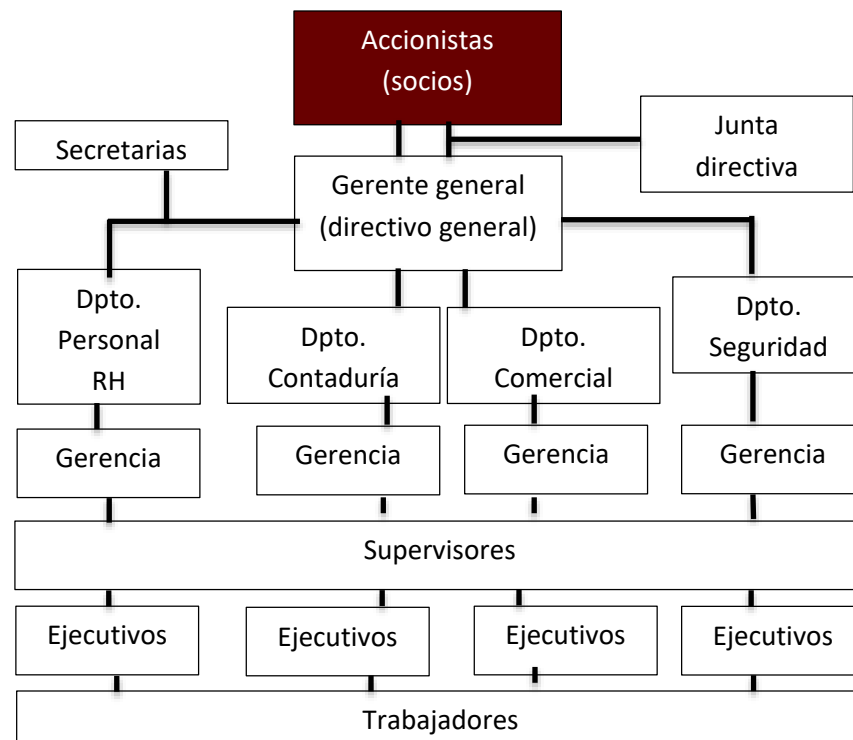 Accionistas
(socios)
Secretarias
Junta
directiva
Gerente general
(directivo general)
Dpto.
Personal
RH
Dpto.
Contaduría
Dpto.
Comercial
Dpto.
Seguridad
Gerencia
Gerencia
Gerencia
Gerencia
Supervisores
Ejecutivos
Ejecutivos
Ejecutivos
Ejecutivos
Trabajadores